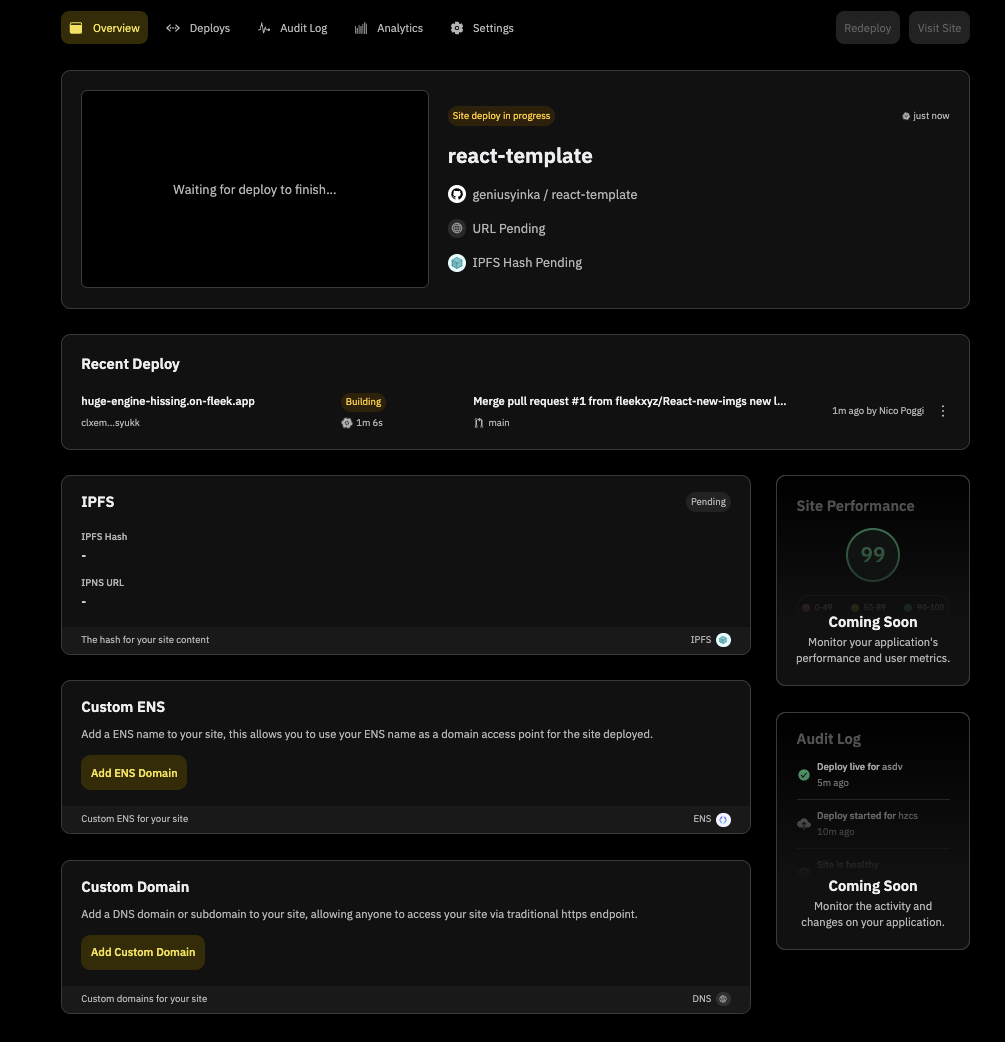 Overview
Deploys
Audit Log
Analytics
Settings
Redeploy
Visit Site
Waiting for deploy to finish...
Site deploy in progress
just now
react-template
geniusyinka / react-template
URL Pending
IPFS Hash Pending
Recent Deploy
huge-engine-hissing.on-fleek.app
clxem...syukk
Building
1m 6s
Merge pull request #1 from fleekxyz/React-new-imgs new l...
main
1m ago by Nico Poggi
IPFS
Pending
IPFS Hash
-
IPNS URL
-
The hash for your site content
IPFS
Site Performance
99
0-49
50-89
90-100
Coming Soon
Monitor your application's
performance and user metrics.
Custom ENS
Add a ENS name to your site, this allows you to use your ENS name as a domain access point for the site deployed.
Add ENS Domain
Custom ENS for your site
ENS
Audit Log
Deploy live for asdv
5m ago
Deploy started for hzcs
10m ago
Site is healthy
Coming Soon
Monitor the activity and
changes on your application.
Custom Domain
Add a DNS domain or subdomain to your site, allowing anyone to access your site via traditional https endpoint.
Add Custom Domain
Custom domains for your site
DNS